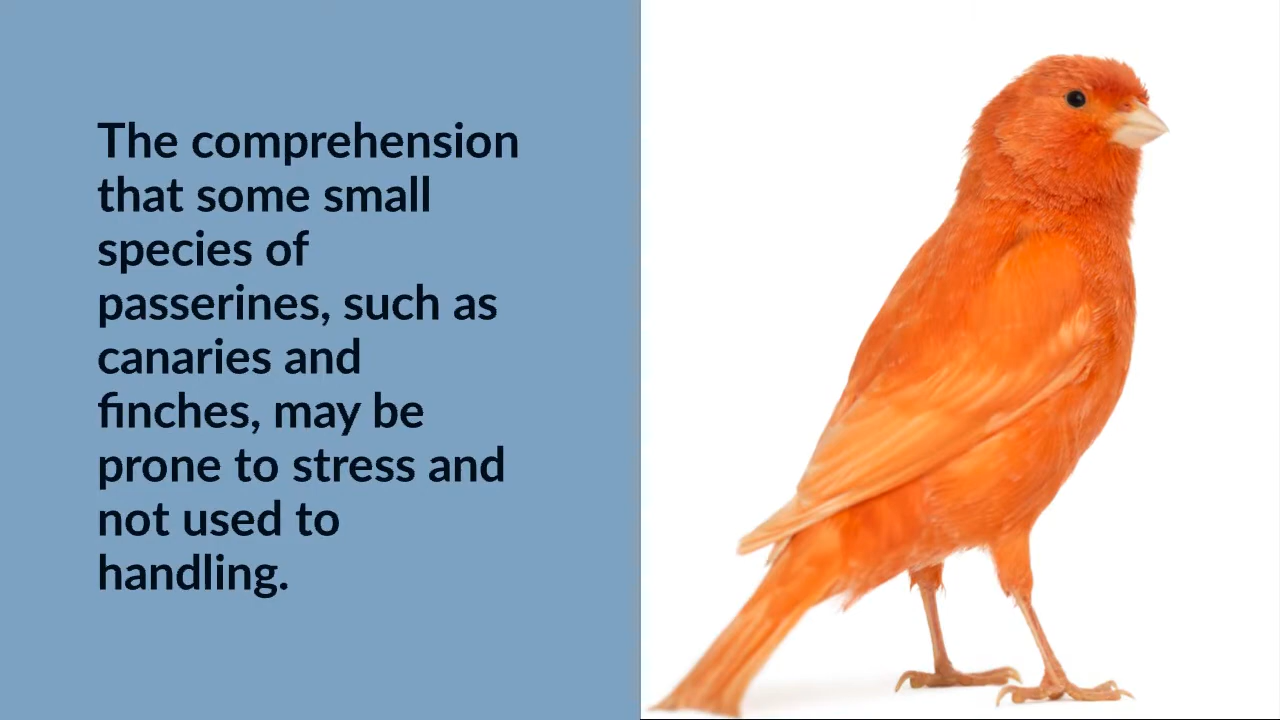 The comprehension
that some small
species of
passerines, such as
canaries and
finches, may be
prone to stress and
not used to
handling.